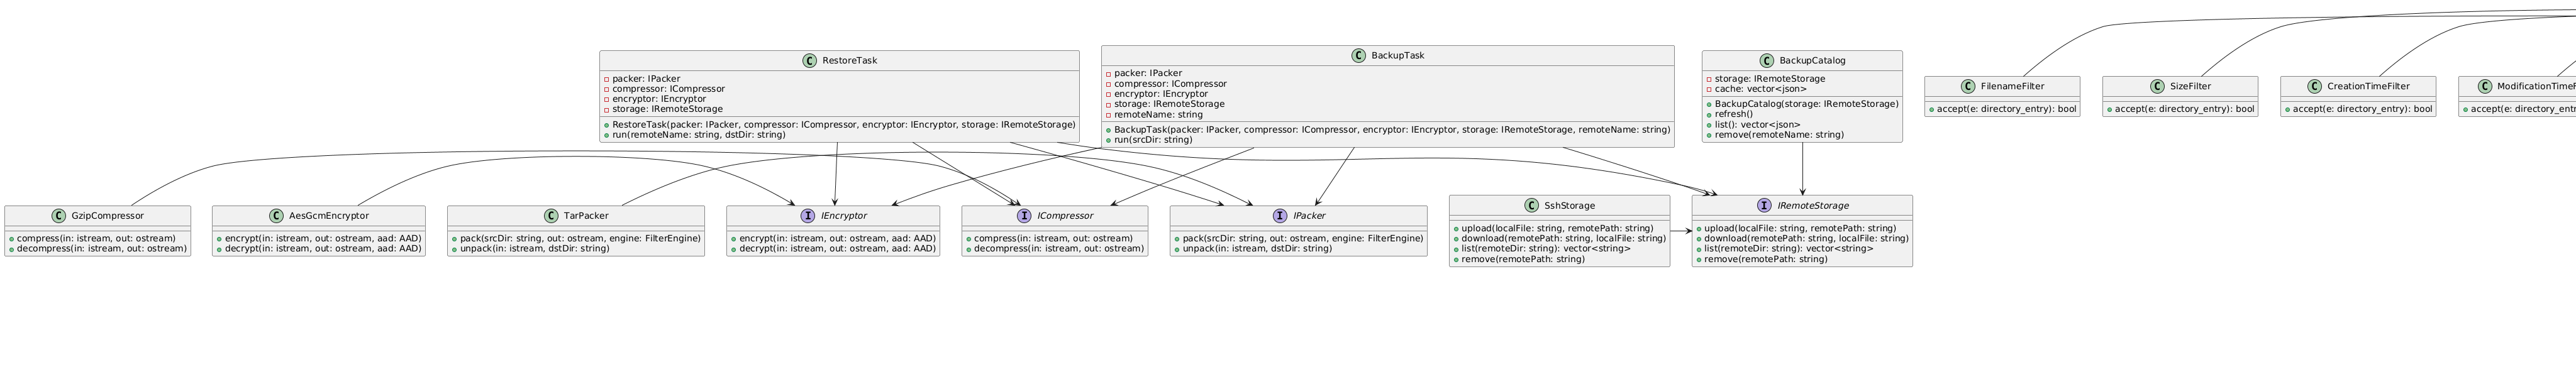 C RestoreTask
packer: IPacker
compressor: ICompressor
encryptor: IEncryptor
storage: IRemoteStorage
RestoreTask(packer: IPacker, compressor: ICompressor, encryptor: IEncryptor, storage: IRemoteStorage)
run(remoteName: string, dstDir: string)
C BackupTask
packer: IPacker
compressor: ICompressor
encryptor: IEncryptor
storage: IRemoteStorage
remoteName: string
BackupTask(packer: IPacker, compressor: ICompressor, encryptor: IEncryptor, storage: IRemoteStorage, remoteName: string)
run(srcDir: string)
C BackupCatalog
storage: IRemoteStorage
cache: vector<json>
BackupCatalog(storage: IRemoteStorage)
refresh()
list(): vector<json>
remove(remoteName: string)
C FilenameFilter
accept(e: directory_entry): bool
C SizeFilter
accept(e: directory_entry): bool
C CreationTimeFilter
accept(e: directory_entry): bool
C ModificationTimeF
accept(e: directory_entr
C GzipCompressor
compress(in: istream, out: ostream)
decompress(in: istream, out: ostream)
C AesGcmEncryptor
encrypt(in: istream, out: ostream, aad: AAD)
decrypt(in: istream, out: ostream, aad: AAD)
C TarPacker
pack(srcDir: string, out: ostream, engine: FilterEngine)
unpack(in: istream, dstDir: string)
I IEncryptor
encrypt(in: istream, out: ostream, aad: AAD)
decrypt(in: istream, out: ostream, aad: AAD)
I ICompressor
compress(in: istream, out: ostream)
decompress(in: istream, out: ostream)
I IPacker
pack(srcDir: string, out: ostream, engine: FilterEngine)
unpack(in: istream, dstDir: string)
C SshStorage
upload(localFile: string, remotePath: string)
download(remotePath: string, localFile: string)
list(remoteDir: string): vector<string>
remove(remotePath: string)
I IRemoteStorage
upload(localFile: string, remotePath: string)
download(remotePath: string, localFile: string)
list(remoteDir: string): vector<string>
remove(remotePath: string)